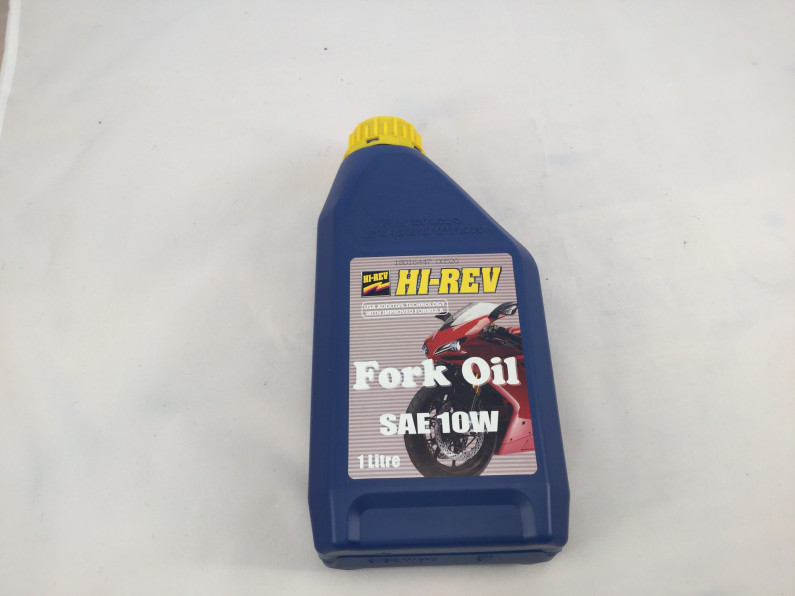 HI-REV
HI-REV
USA ADDITIVE TECHNOLOGY
WITH IMPROVED FORMULA
Fork Oil
SAE 10W
1 Litre